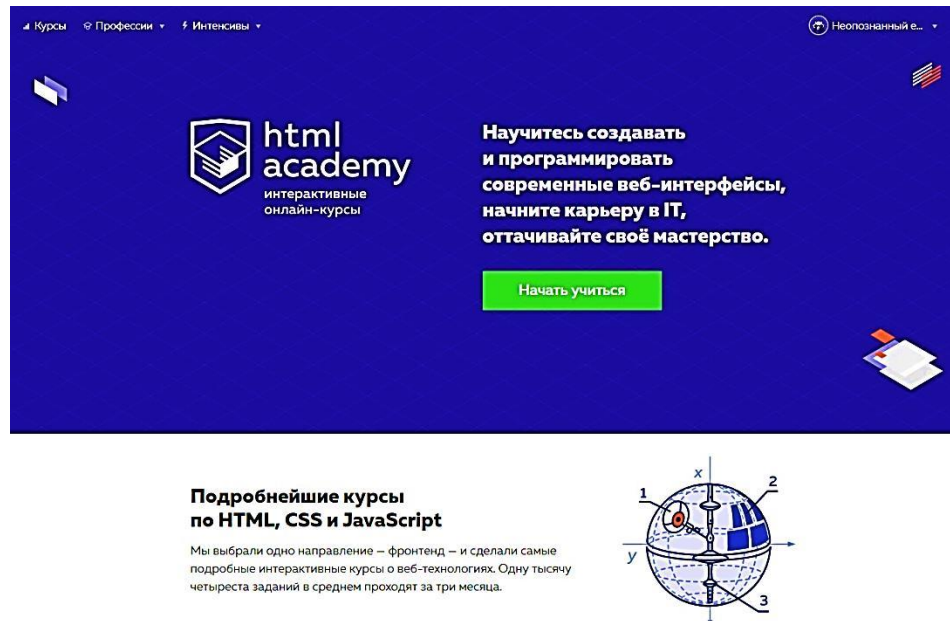 Курсы Профессии Интенсивы Неопознанный е...
html
academy
интерактивные
онлайн-курсы
Научитесь создавать
и программировать
современные веб-интерфейсы,
начните карьеру в IT,
оттачивайте своё мастерство.
Начать учиться
Подробнейшие курсы
по HTML, CSS и JavaScript
Мы выбрали одно направление – фронтенд – и сделали самые
подробные интерактивные курсы о веб-технологиях. Одну тысячу
четыреста заданий в среднем проходят за три месяца.
x
1
2
y
3